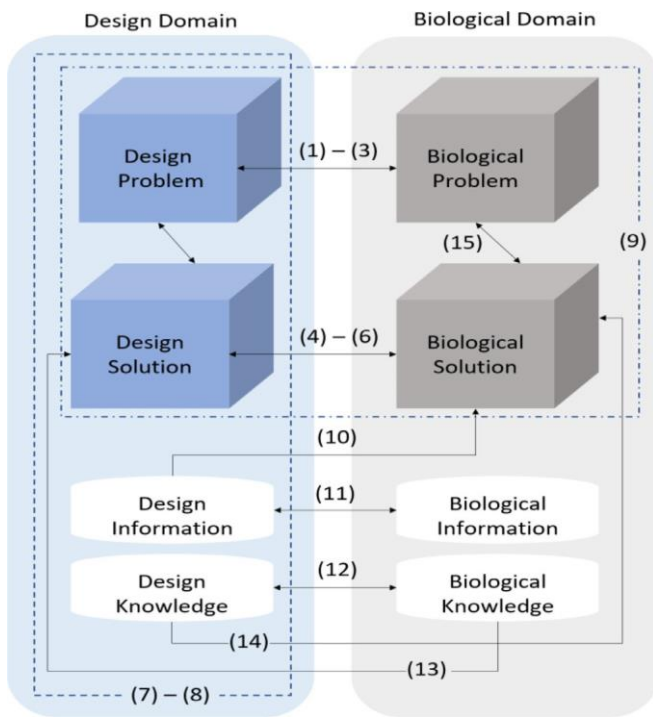 Design Domain
Biological Domain
Design
Problem
(1) – (3)
Biological
Problem
(15)
(9)
Design
Solution
(4) – (6)
Biological
Solution
(10)
Design
Information
(11)
Biological
Information
Design
Knowledge
(12)
Biological
Knowledge
(14)
(13)
(7) – (8)